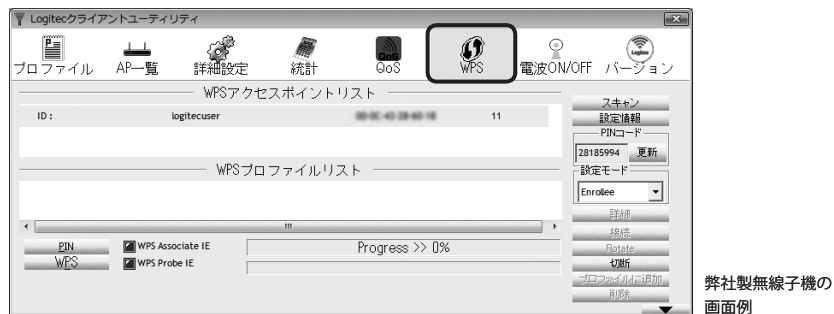 Logitecクライアントユーティリティ
プロファイル AP一覧 詳細設定 統計 QoS WPS 電波ON/OFF バージョン
WPSアクセスポイントリスト
ID : logitecuser 11
WPSプロファイルリスト
PIN WPS Associate IE Progress >> 0%
WPS WPS Probe IE
スキャン
設定情報
PINコード
28185994 更新
設定モード
Enrollee
詳細
接続
Rotate
切断
プロファイルに追加
削除
弊社製無線子機の
画面例